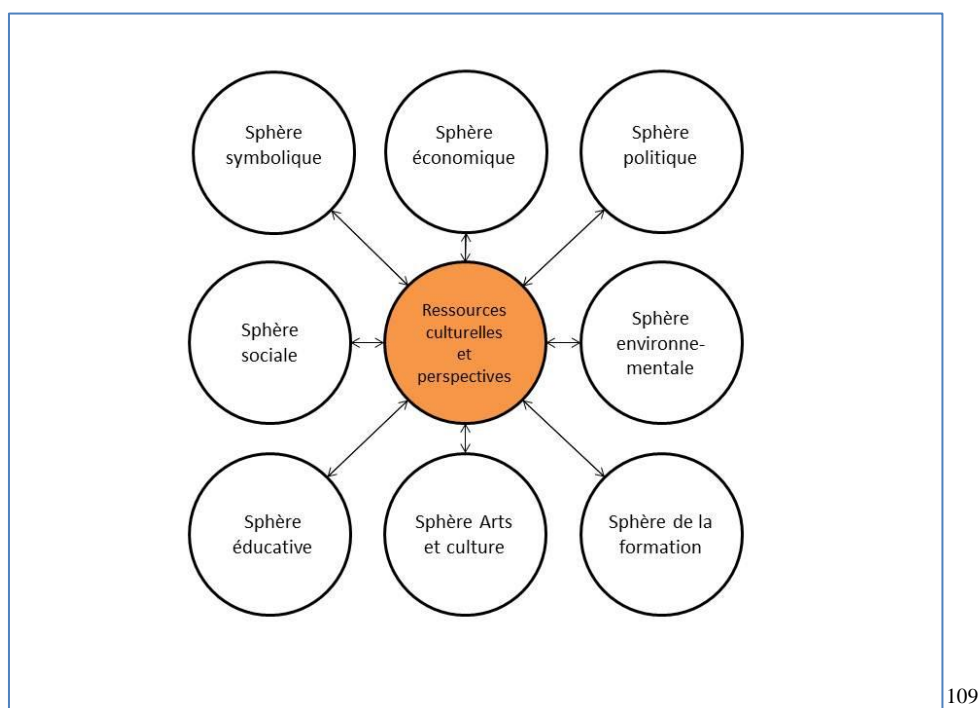 Sphère
symbolique
Sphère
économique
Sphère
politique
Sphère
sociale
Ressources
culturelles
et
perspectives
Sphère
environne-
mentale
Sphère
éducative
Sphère Arts
et culture
Sphère de la
formation
109